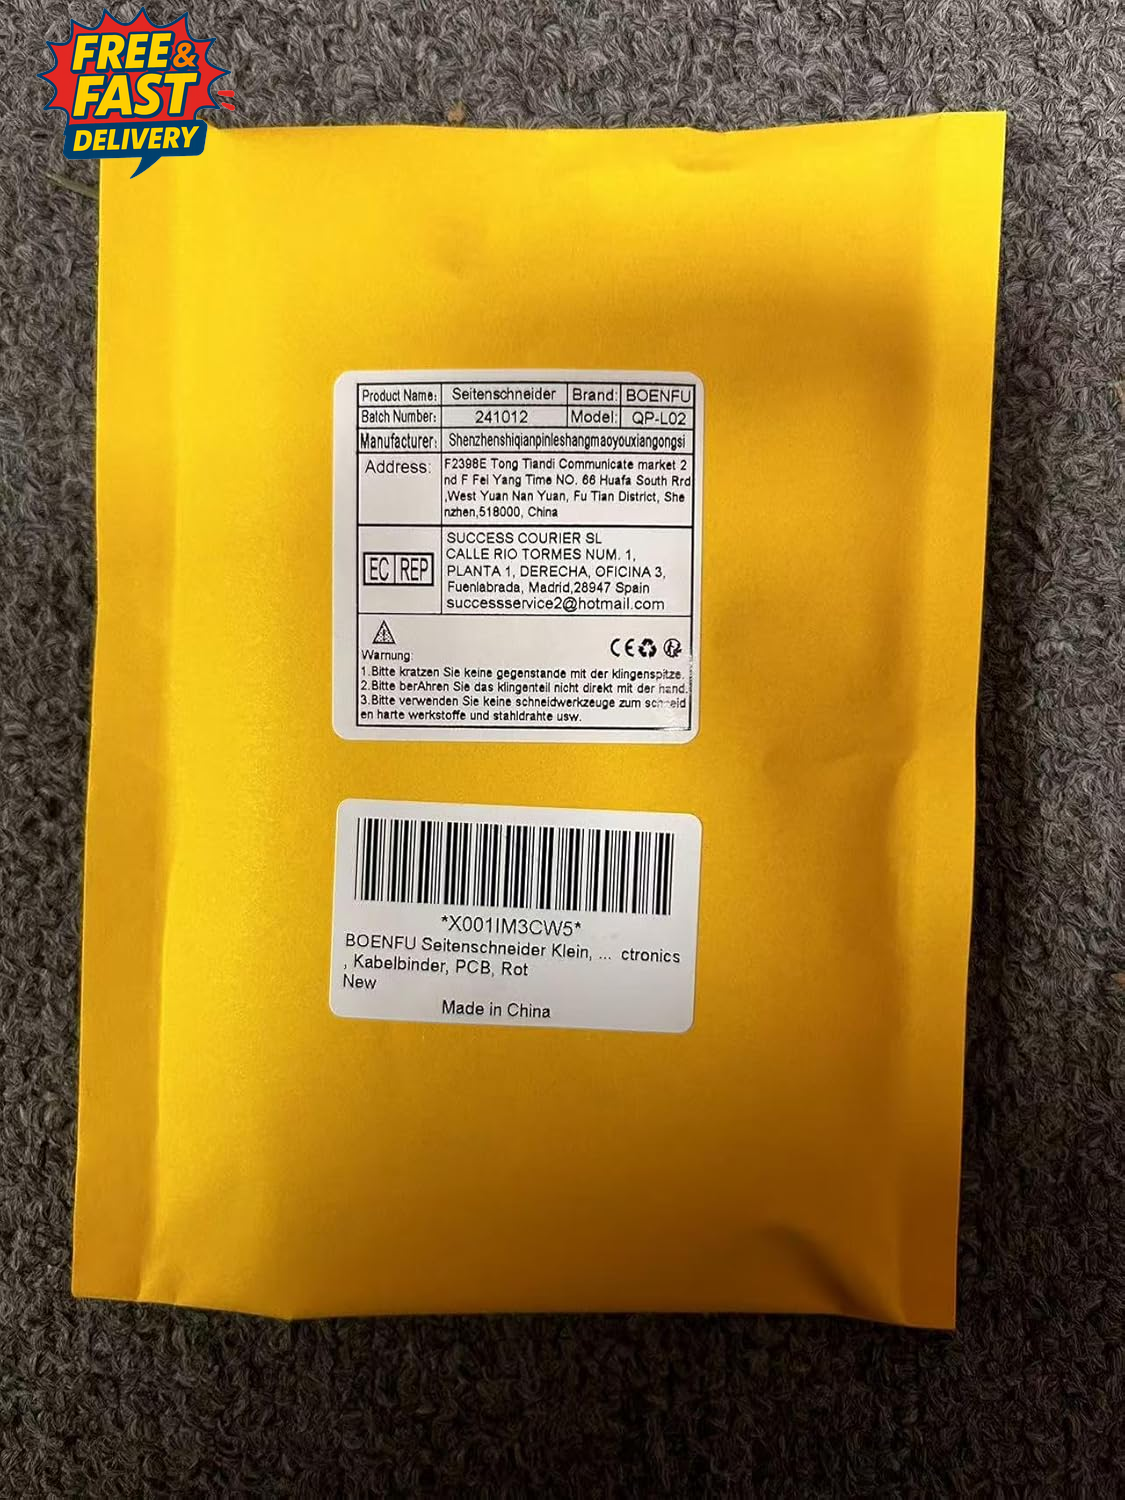 FREE &
FAST
DELIVERY
Product Name: Seitenschneider Brand: BOENFU
Batch Number: 241012 Model: QP-L02
Manufacturer: Shenzhenshiqianpinleshangmaoyouxiangongsi
Address: F2398E Tong Tiandi Communicate market 2
nd F Fei Yang Time NO. 66 Huafa South Rrd
,West Yuan Nan Yuan, Fu Tian District, She
nzhen,518000, China
EC REP
SUCCESS COURIER SL
CALLE RIO TORMES NUM. 1,
PLANTA 1, DERECHA, OFICINA 3,
Fuenlabrada, Madrid,28947 Spain
successservice2@hotmail.com
CE
Warnung:
1.Bitte kratzen Sie keine gegenstande mit der klingenspitze.
2.Bitte berAhren Sie das klingenteil nicht direkt mit der hand.
3.Bitte verwenden Sie keine schneidwerkzeuge zum schneid
en harte werkstoffe und stahldrahte usw.
*X001IM3CW5*
BOENFU Seitenschneider Klein, ... ctronics
, Kabelbinder, PCB, Rot
New
Made in China